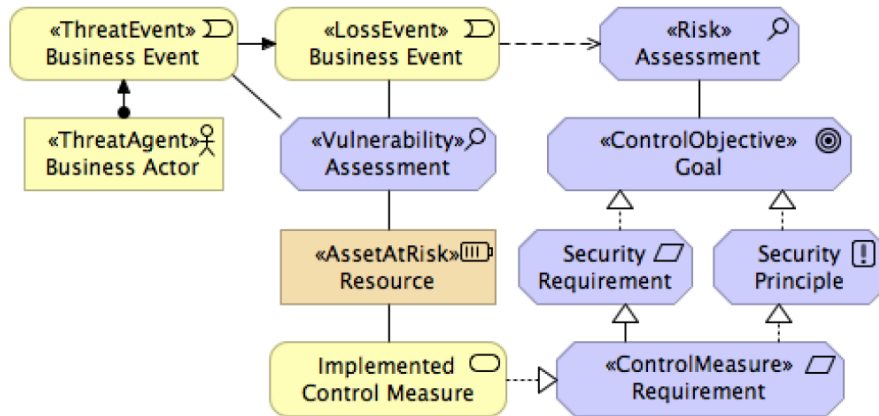 «ThreatEvent»
Business Event
«LossEvent»
Business Event
«Risk»
Assessment
«ThreatAgent»
Business Actor
«Vulnerability»
Assessment
«ControlObjective»
Goal
«AssetAtRisk»
Resource
Security
Requirement
Security
Principle
Implemented
Control Measure
«ControlMeasure»
Requirement